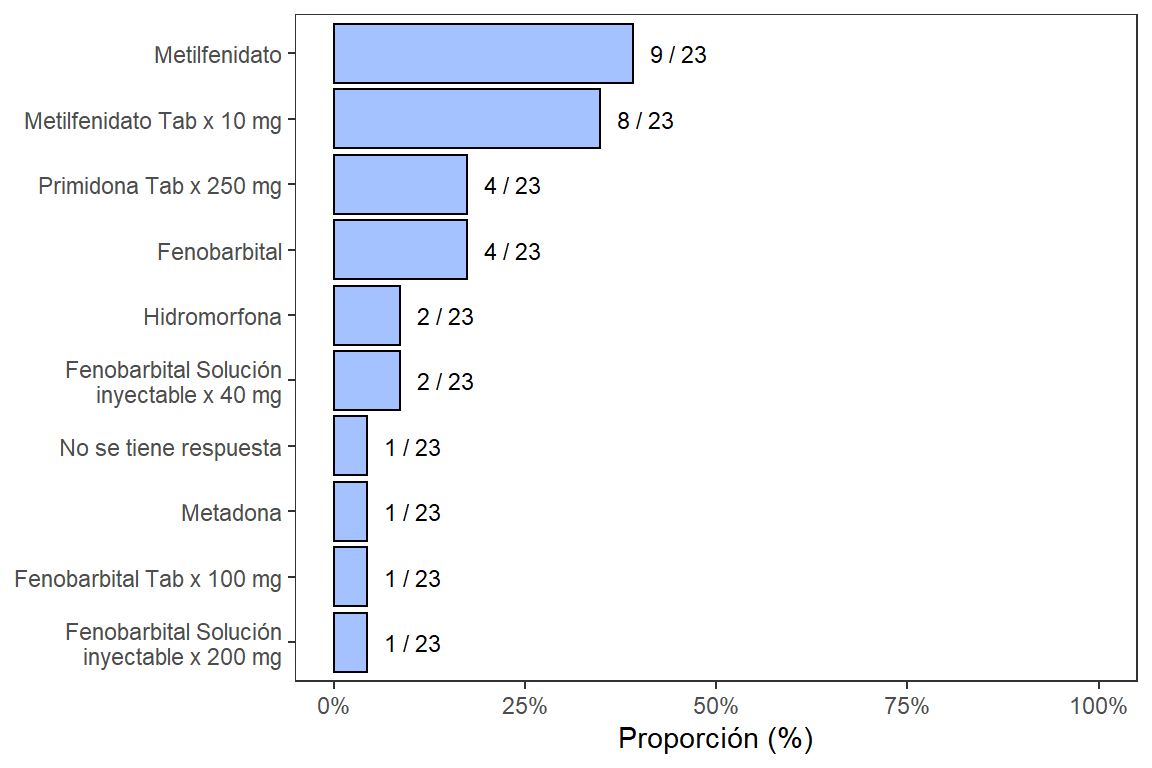 Metilfenidato
9 / 23
Metilfenidato Tab x 10 mg
8 / 23
Primidona Tab x 250 mg
4 / 23
Fenobarbital
4 / 23
Hidromorfona
2 / 23
Fenobarbital Solución
inyectable x 40 mg
2 / 23
No se tiene respuesta
1 / 23
Metadona
1 / 23
Fenobarbital Tab x 100 mg
1 / 23
Fenobarbital Solución
inyectable x 200 mg
1 / 23
0% 25% 50% 75% 100%
Proporción (%)